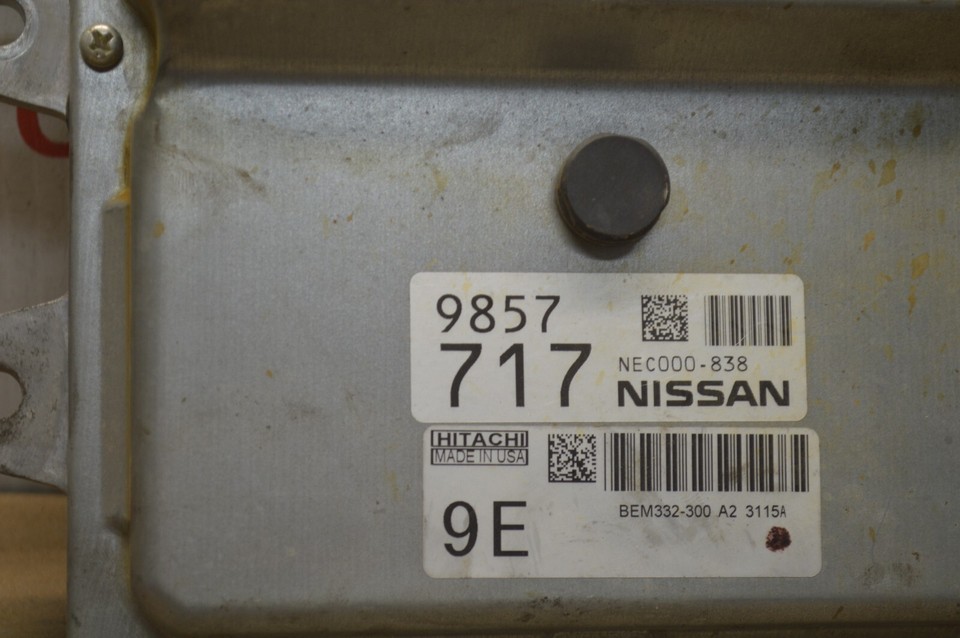 9857
717
NEC000-838
NISSAN
HITACHI
MADE IN USA
9E
BEM332-300 A2 3115A